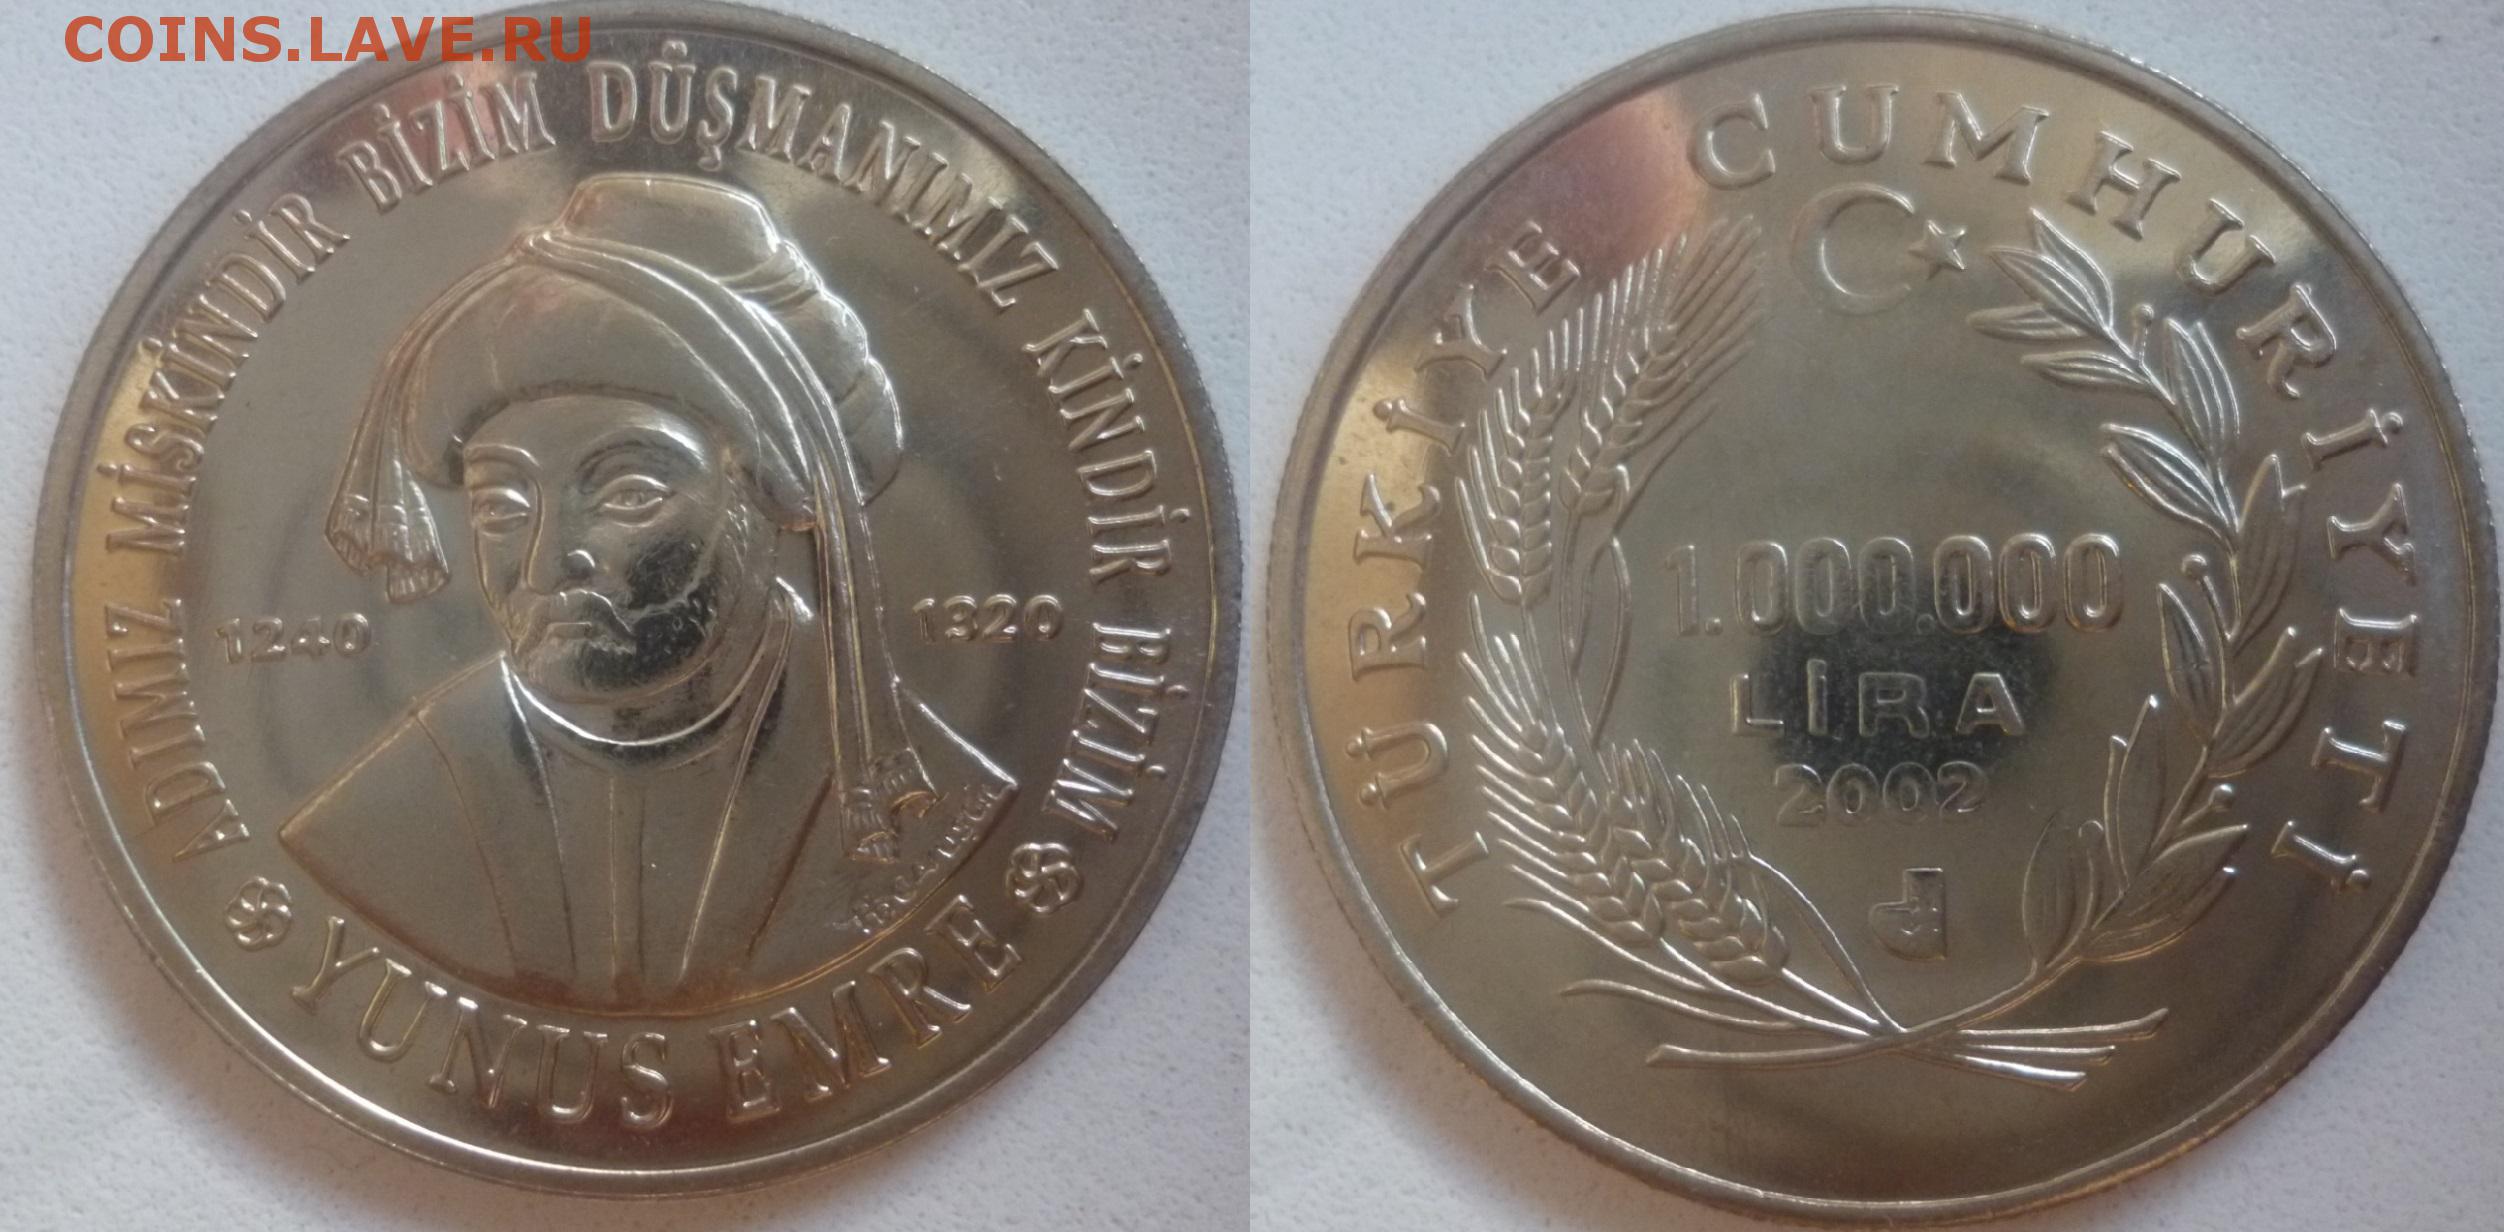 COINS.LAVE.RU
ADIMIZ MİSKİNDİR BİZİM DÜŞMANIMIZ KİNDİR BİZİM
1240
1320
YUNUS EMRE
TÜRKİYE CUMHURİYETİ
1.000.000
LİRA
2002